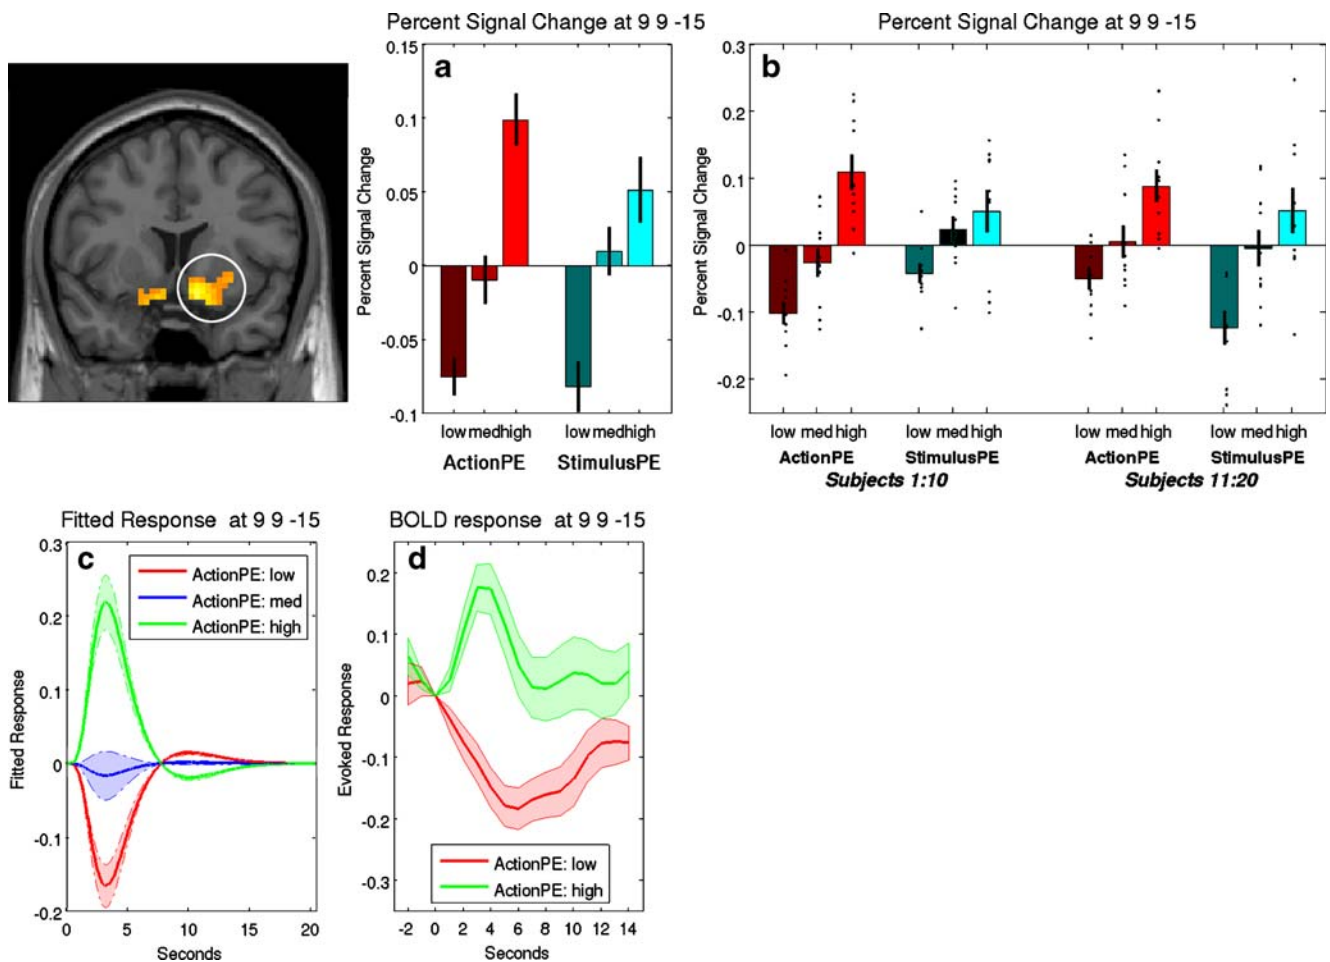 Percent Signal Change at 9 9 -15
a
0.15
0.1
0.05
0
-0.05
-0.1
Percent Signal Change
low med high
low med high
ActionPE
StimulusPE
Percent Signal Change at 9 9 -15
b
0.3
0.2
0.1
0
-0.1
-0.2
Percent Signal Change
low med high
low med high
low med high
low med high
ActionPE
StimulusPE
ActionPE
StimulusPE
Subjects 1:10
Subjects 11:20
Fitted Response at 9 9 -15
c
0.3
0.2
0.1
0
-0.1
-0.2
Fitted Response
ActionPE: low
ActionPE: med
ActionPE: high
0 5 10 15 20
Seconds
BOLD response at 9 9 -15
d
0.2
0.1
0
-0.1
-0.2
-0.3
Evoked Response
ActionPE: low
ActionPE: high
-2 0 2 4 6 8 10 12 14
Seconds